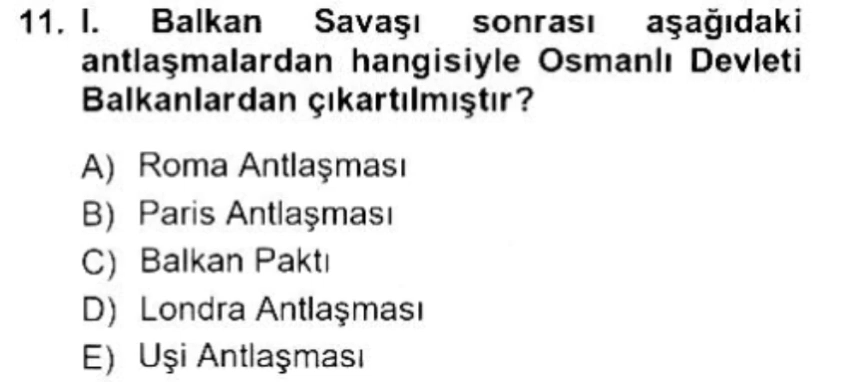 11. I. Balkan Savaşı sonrası aşağıdaki
antlaşmalardan hangisiyle Osmanlı Devleti
Balkanlardan çıkartılmıştır?
A) Roma Antlaşması
B) Paris Antlaşması
C) Balkan Paktı
D) Londra Antlaşması
E) Uşi Antlaşması